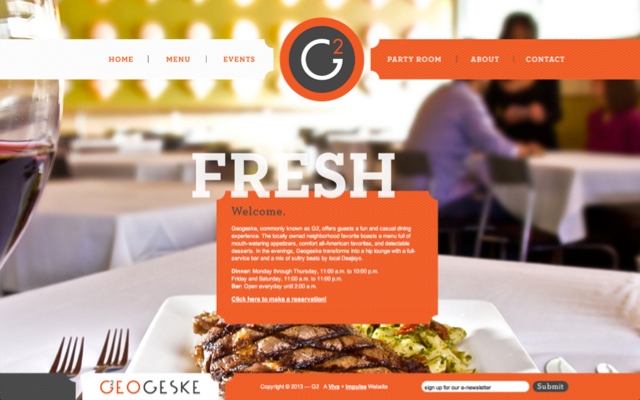 HOME | MENU | EVENTS
G2
PARTY ROOM | ABOUT | CONTACT
FRESH
Welcome.
Geogeske, commonly known as G2, offers guests a fun and casual dining
experience. The locally owned neighborhood favorite boasts a menu full of
mouth-watering appetizers, comfort all-American favorites, and delectable
desserts. In the evenings, Geogeske transforms into a hip lounge with a full-
service bar and a mix of sultry beats by local Deejays.
Dinner: Monday through Thursday, 11:00 a.m. to 10:00 p.m.
Friday and Saturday, 11:00 a.m. to 11:00 p.m.
Bar: Open everyday until 2:00 a.m.
Click here to make a reservation!
GEOGESKE
Copyright © 2013 — G2 A Viva + Impulse Website
sign up for our e-newsletter
Submit